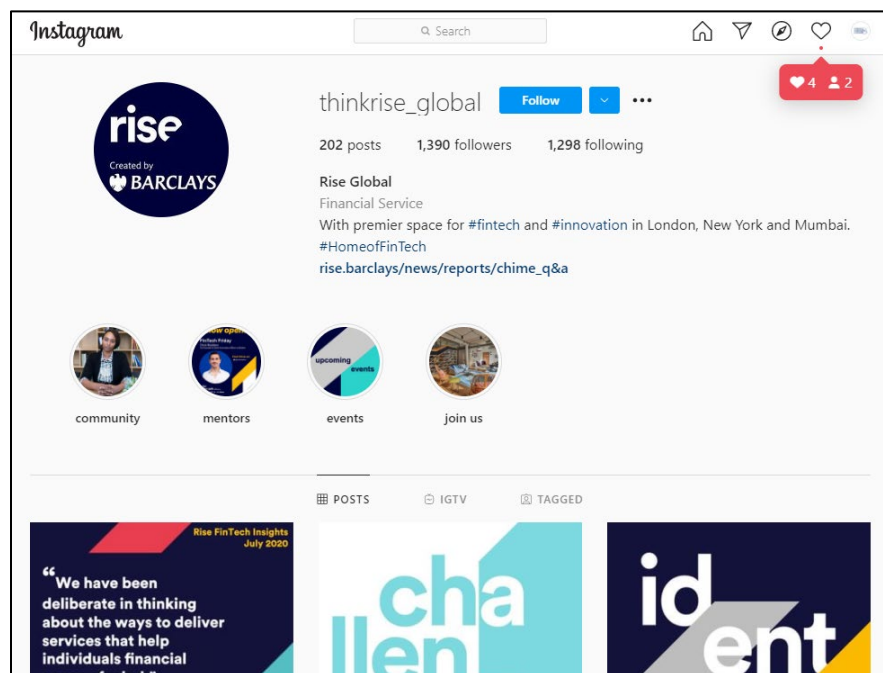 Instagram
Search
4 2
rise
Created by
BARCLAYS
thinkrise_global Follow
202 posts 1,390 followers 1,298 following
Rise Global
Financial Service
With premier space for #fintech and #innovation in London, New York and Mumbai.
#HomeofFinTech
rise.barclays/news/reports/chime_q&a
upcoming
events
community mentors events join us
POSTS IGTV TAGGED
Rise FinTech Insights
July 2020
“We have been
deliberate in thinking
about the ways to deliver
services that help
individuals financial
cha
llen
id
ent